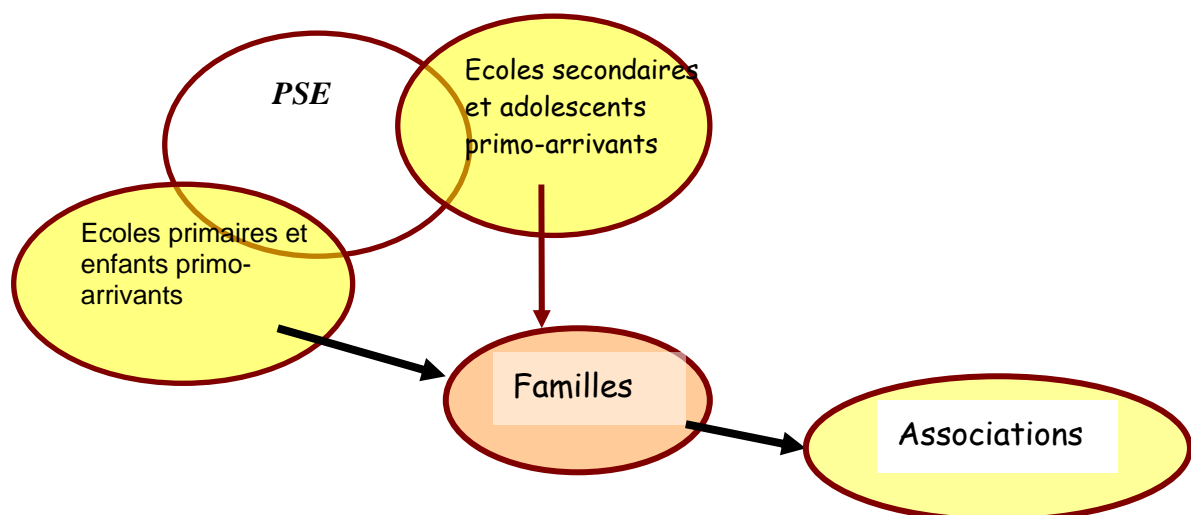 PSE
Ecoles secondaires
et adolescents
primo-arrivants
Ecoles primaires et
enfants primo-
arrivants
Familles
Associations